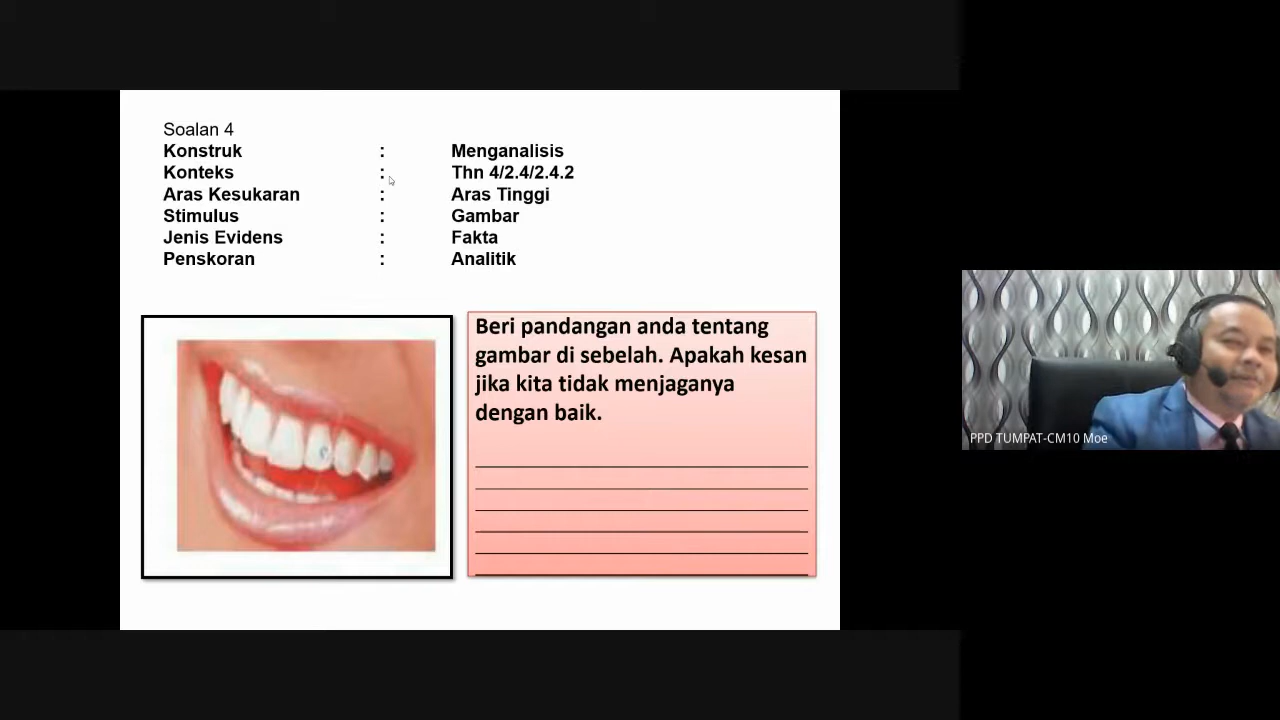 Soalan 4
Konstruk : Menganalisis
Konteks : Thn 4/2.4/2.4.2
Aras Kesukaran : Aras Tinggi
Stimulus : Gambar
Jenis Evidens : Fakta
Penskoran : Analitik
Beri pandangan anda tentang
gambar di sebelah. Apakah kesan
jika kita tidak menjaganya
dengan baik.
PPD TUMPAT-CM10 Moe